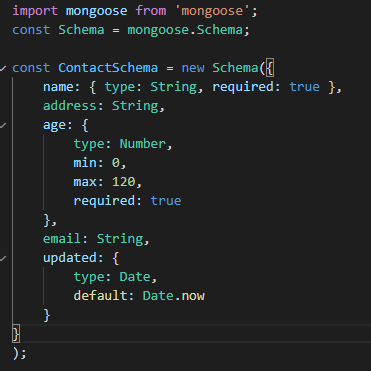 import mongoose from 'mongoose';
const Schema = mongoose.Schema;
const ContactSchema = new Schema({
name: { type: String, required: true },
address: String,
age: {
type: Number,
min: 0,
max: 120,
required: true
},
email: String,
updated: {
type: Date,
default: Date.now
}
}
);